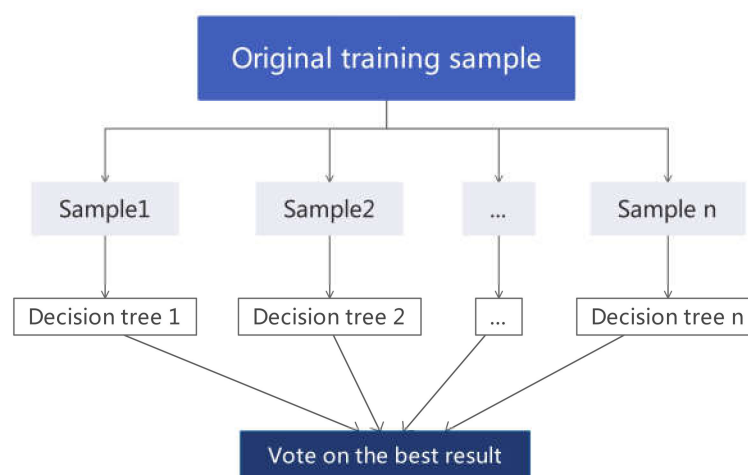 Original training sample
Sample1
Sample2
...
Sample n
Decision tree 1
Decision tree 2
...
Decision tree n
Vote on the best result